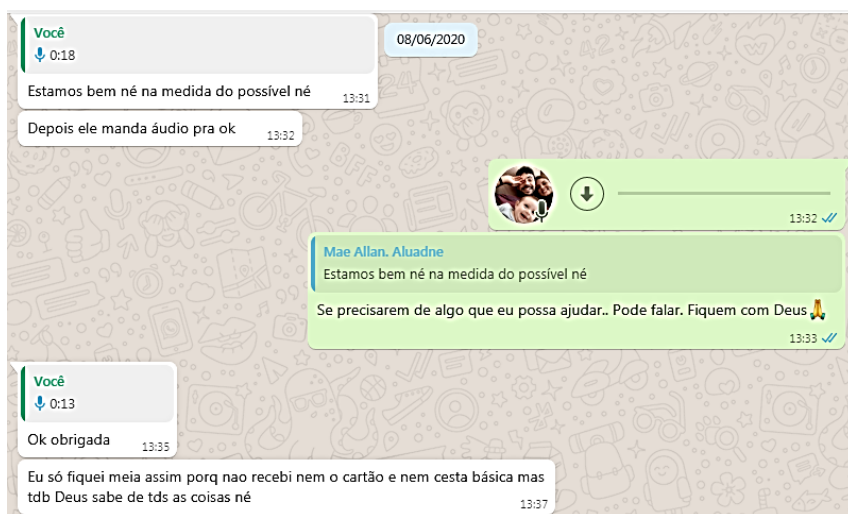 Você
0:18
08/06/2020
Estamos bem né na medida do possível né
13:31
Depois ele manda áudio pra ok
13:32
13:32
Mae Allan. Aluadne
Estamos bem né na medida do possível né
Se precisarem de algo que eu possa ajudar.. Pode falar. Fiquem com Deus🙏
13:33
Você
0:13
Ok obrigada
13:35
Eu só fiquei meia assim porq nao recebi nem o cartão e nem cesta básica mas
tdb Deus sabe de tds as coisas né
13:37